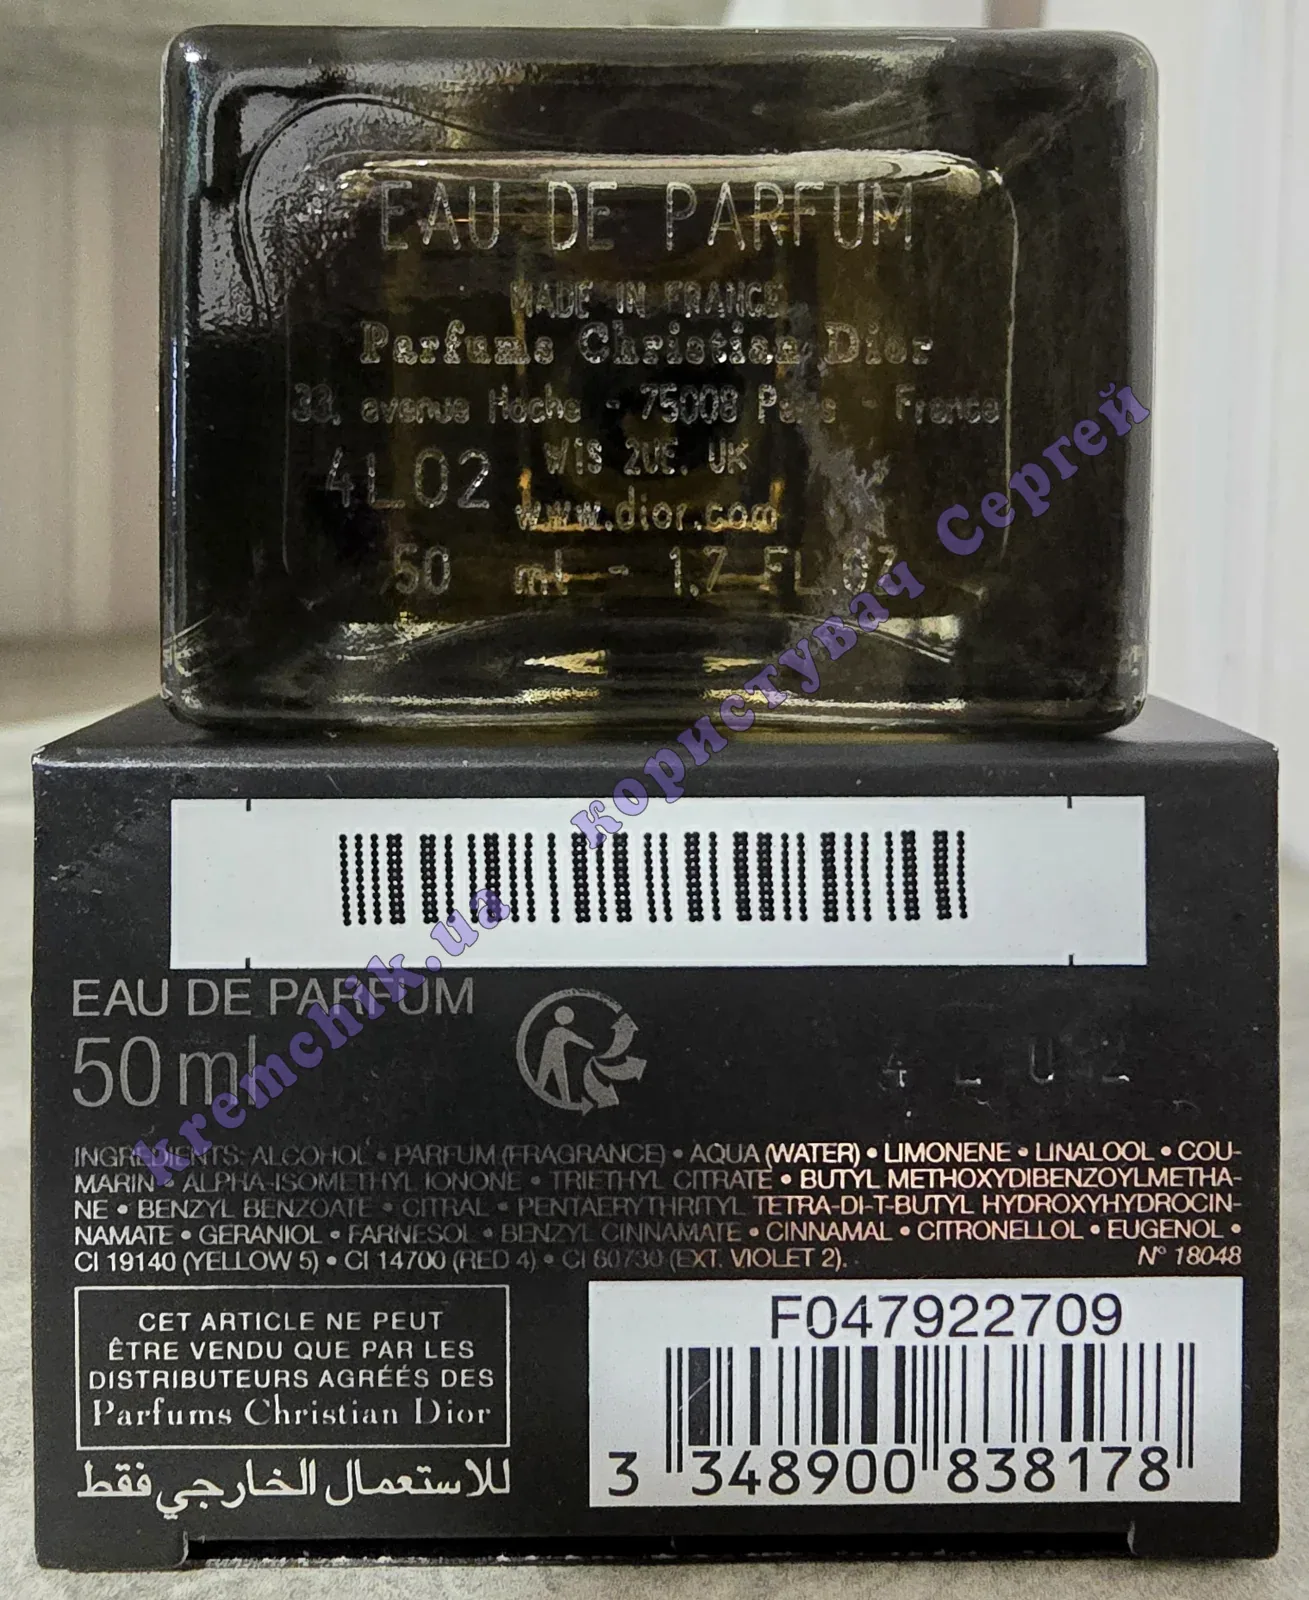 EAU DE PARFUM
MADE IN FRANCE
Parfums Christian Dior
33, avenue Hoche - 75008 Paris - France
W1S 2UE, UK
4L02
www.dior.com
50 ml - 1,7 FL.OZ
EAU DE PARFUM
50 ml
4L02
INGREDIENTS: ALCOHOL • PARFUM (FRAGRANCE) • AQUA (WATER) • LIMONENE • LINALOOL • COU-
MARIN • ALPHA-ISOMETHYL IONONE • TRIETHYL CITRATE • BUTYL METHOXYDIBENZOYLMETHA-
NE • BENZYL BENZOATE • CITRAL • PENTAERYTHRITYL TETRA-DI-T-BUTYL HYDROXYHYDROCIN-
NAMATE • GERANIOL • FARNESOL • BENZYL CINNAMATE • CINNAMAL • CITRONELLOL • EUGENOL •
CI 19140 (YELLOW 5) • CI 14700 (RED 4) • CI 60730 (EXT. VIOLET 2). N° 18048
CET ARTICLE NE PEUT
ÊTRE VENDU QUE PAR LES
DISTRIBUTEURS AGRÉÉS DES
Parfums Christian Dior
للاستعمال الخارجي فقط
F047922709
3 348900 838178
kremchik.ua користувач Сергей